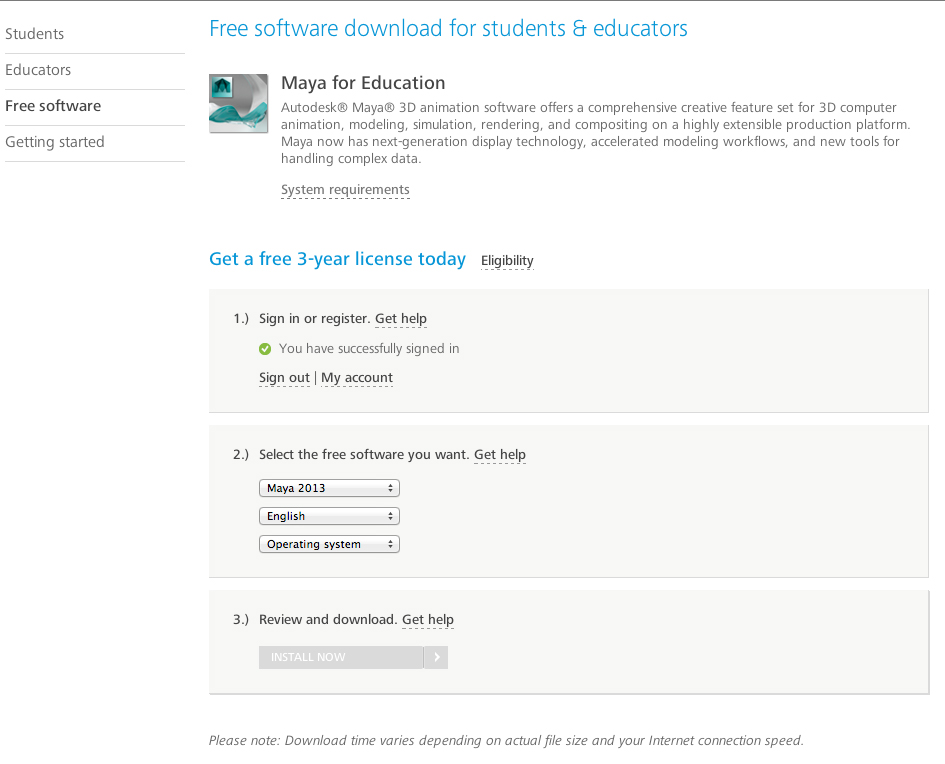 Students
Educators
Free software
Getting started
Free software download for students & educators
Maya for Education
Autodesk® Maya® 3D animation software offers a comprehensive creative feature set for 3D computer
animation, modeling, simulation, rendering, and compositing on a highly extensible production platform.
Maya now has next-generation display technology, accelerated modeling workflows, and new tools for
handling complex data.
System requirements
Get a free 3-year license today Eligibility
1.) Sign in or register. Get help
You have successfully signed in
Sign out | My account
2.) Select the free software you want. Get help
Maya 2013
English
Operating system
3.) Review and download. Get help
INSTALL NOW
Please note: Download time varies depending on actual file size and your Internet connection speed.